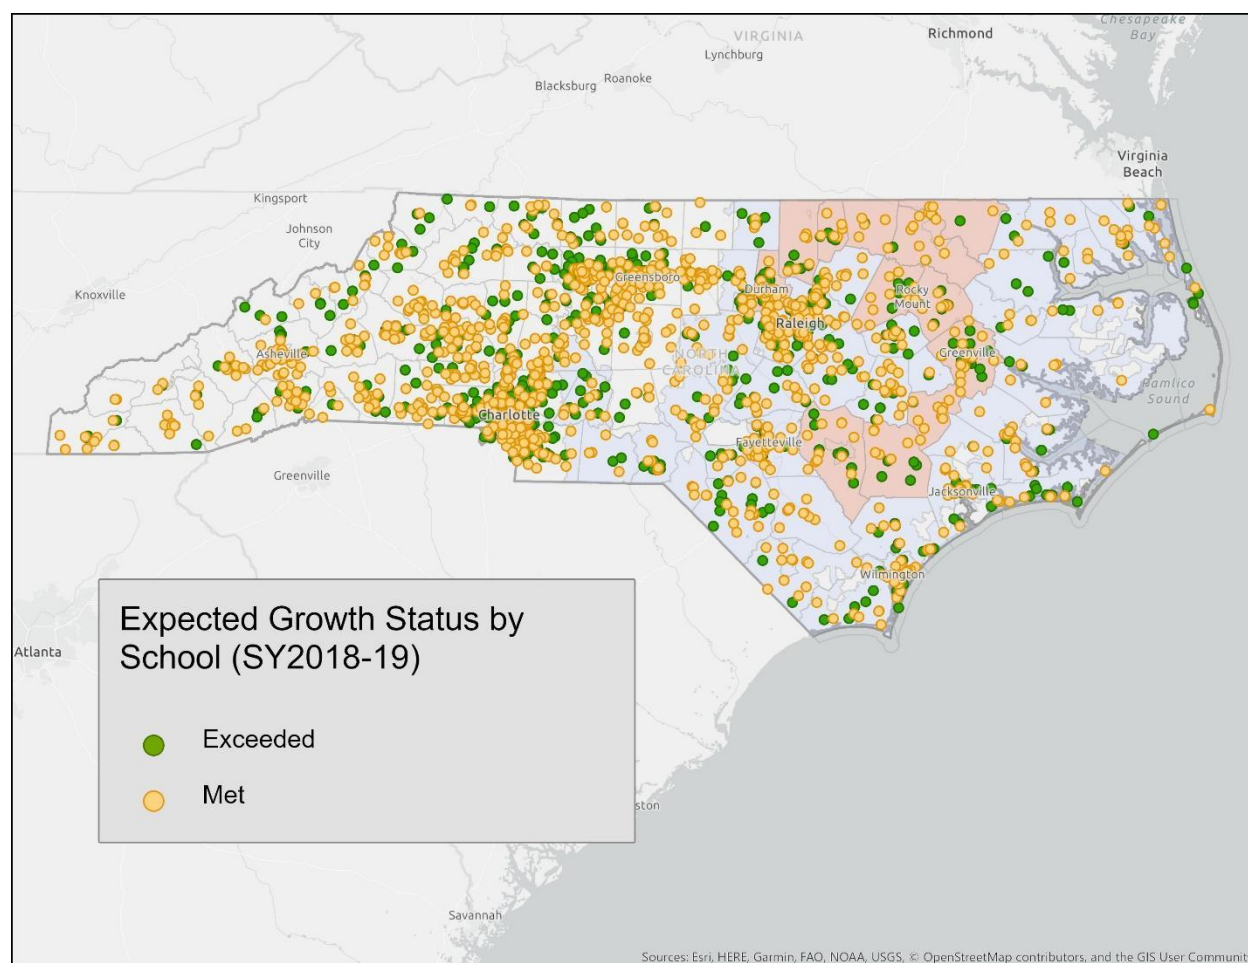 Chesapeake
Bay
Richmond
VIRGINIA
Lynchburg
Roanoke
Blacksburg
Virginia
Beach
Kingsport
Johnson
City
Knoxville
Greensboro
Durham
Rocky
Mount
Raleigh
Asheville
NORTH
CAROLINA
Greenville
Pamlico
Sound
Charlotte
Fayetteville
Greenville
Jacksonville
Wilmington
Expected Growth Status by
School (SY2018-19)
Atlanta
Exceeded
Met
ston
Savannah
Sources: Esri, HERE, Garmin, FAO, NOAA, USGS, © OpenStreetMap contributors, and the GIS User Communit